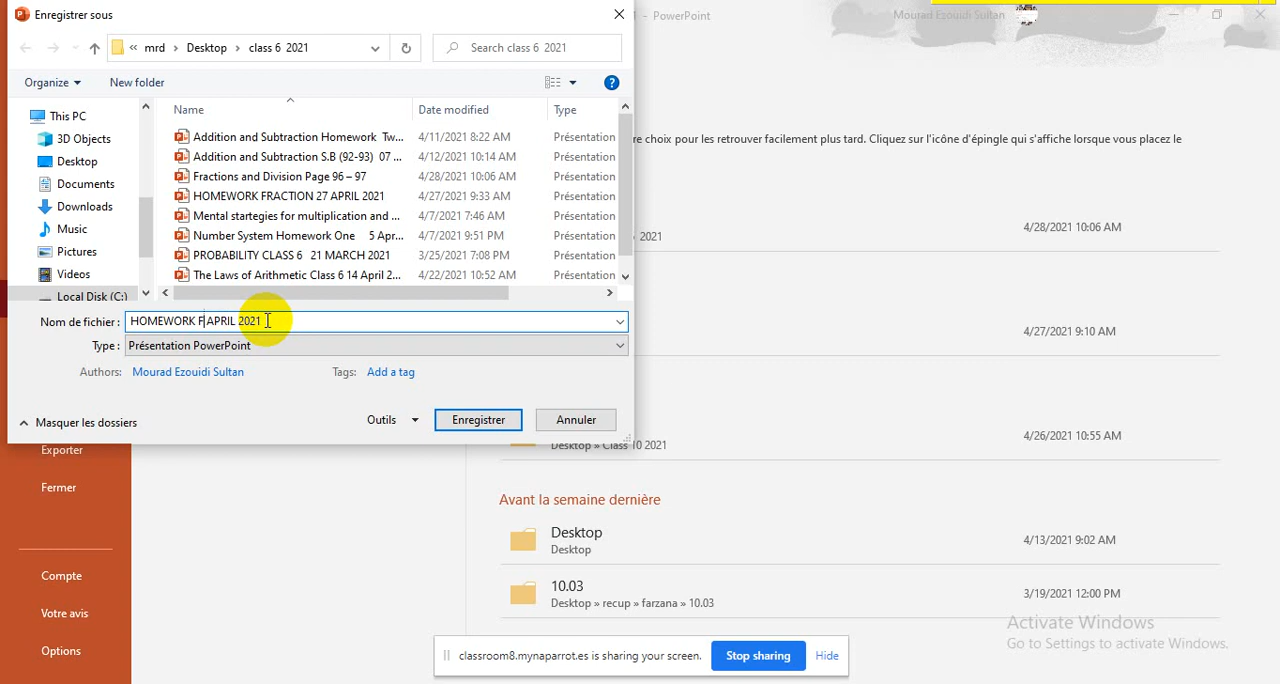 Enregistrer sous
- PowerPoint
Mourad Ezouidi Sultan
« mrd › Desktop › class 6 2021
Search class 6 2021
Organize
New folder
This PC
3D Objects
Desktop
Documents
Downloads
Music
Pictures
Videos
Local Disk (C:)
Name Date modified Type
Addition and Subtraction Homework Tw... 4/11/2021 8:22 AM Présentation
Addition and Subtraction S.B (92-93) 07 ... 4/12/2021 10:14 AM Présentation
Fractions and Division Page 96 – 97 4/28/2021 10:06 AM Présentation
HOMEWORK FRACTION 27 APRIL 2021 4/27/2021 9:33 AM Présentation
Mental startegies for multiplication and ... 4/7/2021 7:46 AM Présentation
Number System Homework One 5 Apr... 4/7/2021 9:51 PM Présentation
PROBABILITY CLASS 6 21 MARCH 2021 3/25/2021 7:08 PM Présentation
The Laws of Arithmetic Class 6 14 April 2... 4/22/2021 10:52 AM Présentation
Nom de fichier : HOMEWORK F APRIL 2021
Type : Présentation PowerPoint
Authors: Mourad Ezouidi Sultan
Tags: Add a tag
Masquer les dossiers
Outils
Enregistrer
Annuler
re choix pour les retrouver facilement plus tard. Cliquez sur l'icône d'épingle qui s'affiche lorsque vous placez le
4/28/2021 10:06 AM
2021
4/27/2021 9:10 AM
4/26/2021 10:55 AM
Desktop » Class 10 2021
Avant la semaine dernière
Desktop
Desktop
4/13/2021 9:02 AM
10.03
Desktop » recup » farzana » 10.03
3/19/2021 12:00 PM
Exporter
Fermer
Compte
Votre avis
Options
Activate Windows
Go to Settings to activate Windows.
classroom8.mynaparrot.es is sharing your screen.
Stop sharing
Hide